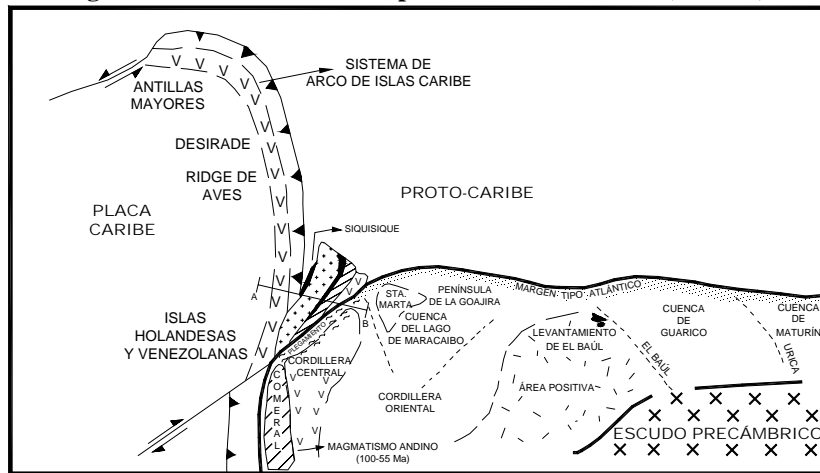 SISTEMA DE
ARCO DE ISLAS CARIBE
ANTILLAS
MAYORES
DESIRADE
RIDGE DE
AVES
PROTO-CARIBE
PLACA
CARIBE
SIQUISIQUE
A
B
STA.
MARTA
PENÍNSULA
DE LA GOAJIRA
MARGEN TIPO ATLÁNTICO
CUENCA
DE
GUARICO
CUENCA
DE
MATURÍN
ISLAS
HOLANDESAS
Y VENEZOLANAS
PLEGAMENTO
CUENCA
DEL LAGO
DE MARACAIBO
LEVANTAMIENTO
DE EL BAÚL
EL BAÚL
URICA
CORDILLERA
CENTRAL
CORDILLERA
ORIENTAL
ÁREA POSITIVA
COMERAL
ESCUDO PRECÁMBRICO
MAGMATISMO ANDINO
(100-55 Ma)